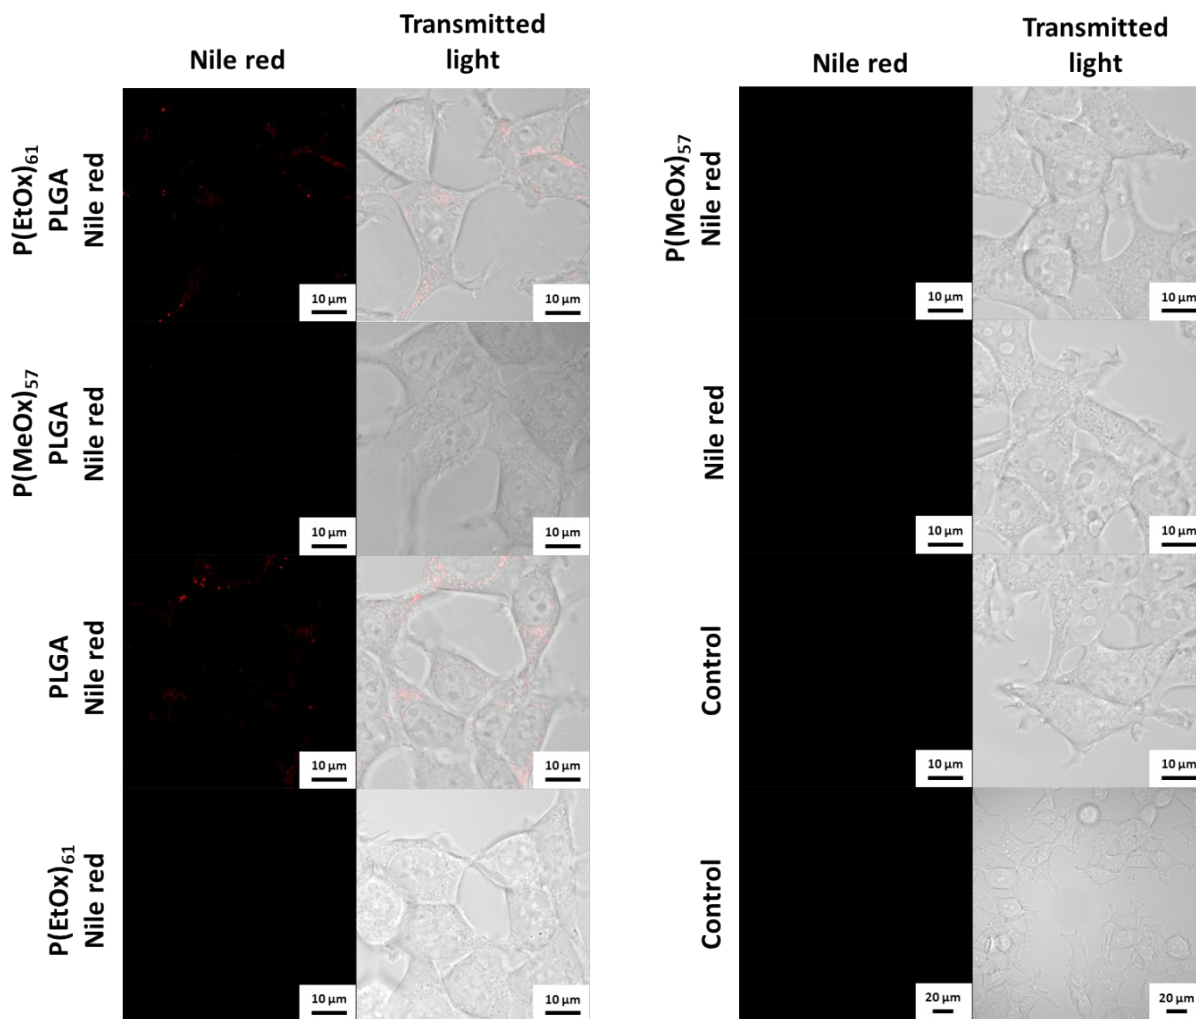 Nile red
Transmitted
light
P(EtOx)₆₁
PLGA
Nile red
10 µm
10 µm
P(MeOx)₅₇
PLGA
Nile red
10 µm
10 µm
PLGA
Nile red
10 µm
10 µm
P(EtOx)₆₁
Nile red
10 µm
10 µm
Nile red
Transmitted
light
P(MeOx)₅₇
Nile red
10 µm
10 µm
Nile red
10 µm
10 µm
Control
10 µm
10 µm
Control
20 µm
20 µm